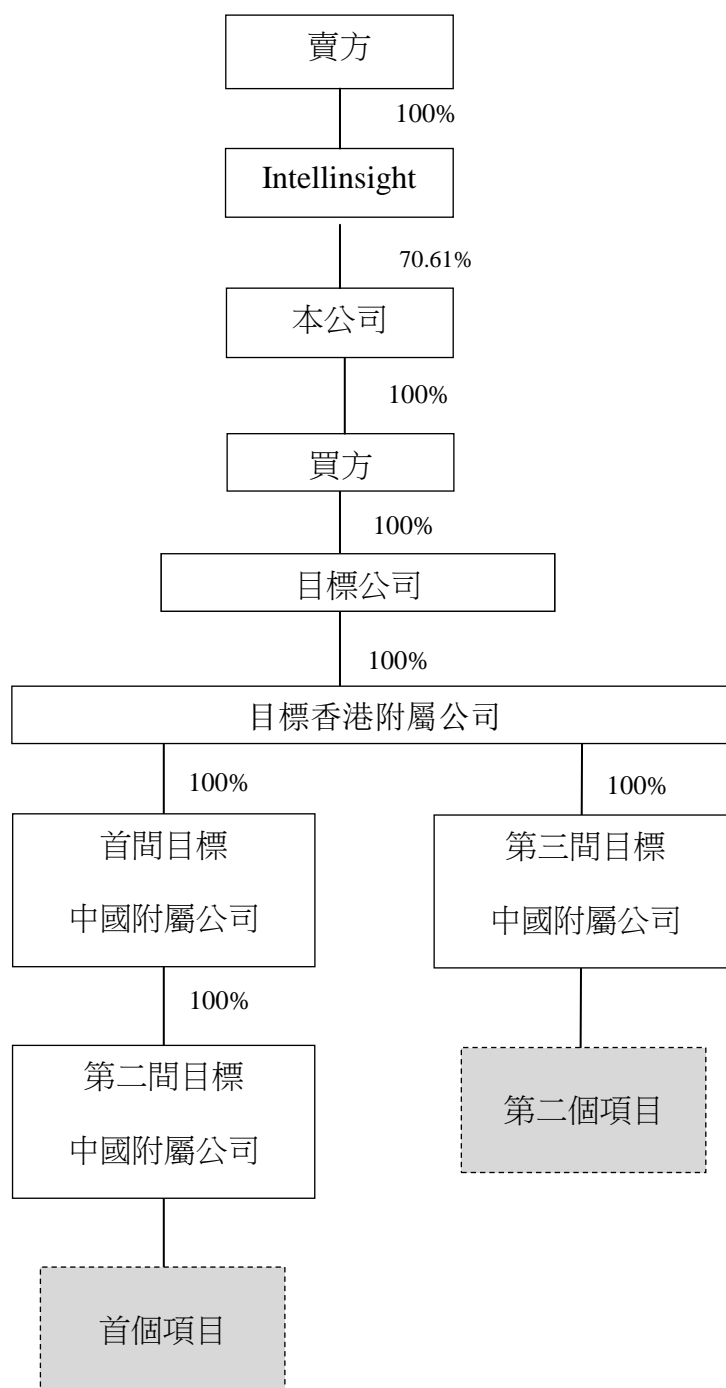 賣方
100%
Intellinsight
70.61%
本公司
100%
買方
100%
目標公司
100%
目標香港附屬公司
100%
100%
首間目標
中國附屬公司
第三間目標
中國附屬公司
100%
第二間目標
中國附屬公司
第二個項目
首個項目